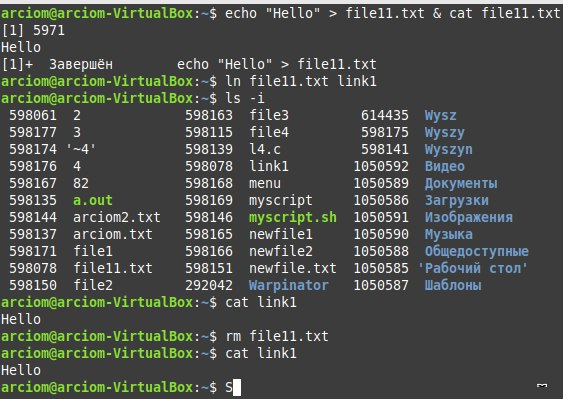 arciom@arciom-VirtualBox:~$ echo "Hello" > file11.txt & cat file11.txt
[1] 5971
Hello
[1]+  Завершён        echo "Hello" > file11.txt
arciom@arciom-VirtualBox:~$ ln file11.txt link1
arciom@arciom-VirtualBox:~$ ls -i
598061  2            598163  file3         614435  Wysz
598177  3            598115  file4         598175  Wyszy
598174 '~4'          598139  l4.c          598141  Wyszyn
598176  4            598078  link1        1050592  Видео
598167  82           598168  menu         1050589  Документы
598135  a.out        598169  myscript     1050586  Загрузки
598144  arciom2.txt  598146  myscript.sh  1050591  Изображения
598137  arciom.txt   598165  newfile1     1050590  Музыка
598171  file1        598166  newfile2     1050588  Общедоступные
598078  file11.txt   598151  newfile.txt  1050585 'Рабочий стол'
598150  file2        292042  Warpinator   1050587  Шаблоны
arciom@arciom-VirtualBox:~$ cat link1
Hello
arciom@arciom-VirtualBox:~$ rm file11.txt
arciom@arciom-VirtualBox:~$ cat link1
Hello
arciom@arciom-VirtualBox:~$ S